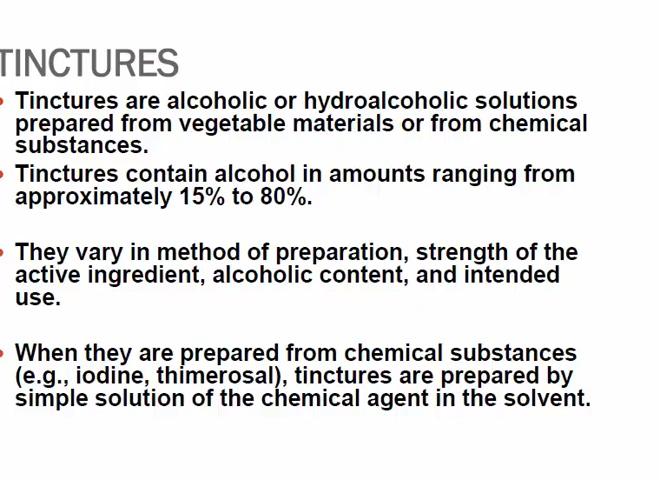 TINCTURES
• Tinctures are alcoholic or hydroalcoholic solutions
prepared from vegetable materials or from chemical
substances.
• Tinctures contain alcohol in amounts ranging from
approximately 15% to 80%.
• They vary in method of preparation, strength of the
active ingredient, alcoholic content, and intended
use.
• When they are prepared from chemical substances
(e.g., iodine, thimerosal), tinctures are prepared by
simple solution of the chemical agent in the solvent.